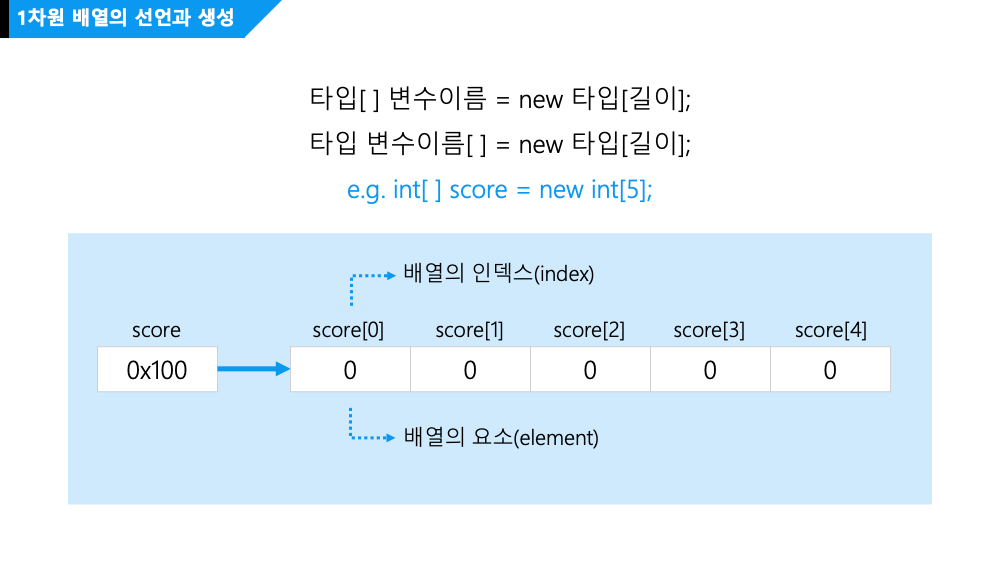 1차원 배열의 선언과 생성
타입[ ] 변수이름 = new 타입[길이];
타입 변수이름[ ] = new 타입[길이];
e.g. int[ ] score = new int[5];
배열의 인덱스(index)
score score[0] score[1] score[2] score[3] score[4]
0x100 0 0 0 0 0
배열의 요소(element)